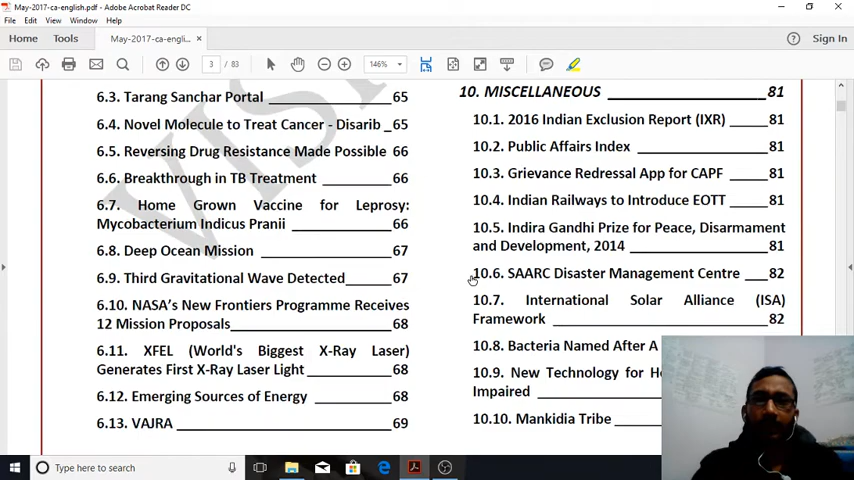 May-2017-ca-english.pdf - Adobe Acrobat Reader DC
File Edit View Window Help
Home Tools May-2017-ca-engli... × Sign In
3 / 83 146%
6.3. Tarang Sanchar Portal 65
6.4. Novel Molecule to Treat Cancer - Disarib _65
6.5. Reversing Drug Resistance Made Possible 66
6.6. Breakthrough in TB Treatment 66
6.7. Home Grown Vaccine for Leprosy:
Mycobacterium Indicus Pranii 66
6.8. Deep Ocean Mission 67
6.9. Third Gravitational Wave Detected 67
6.10. NASA's New Frontiers Programme Receives
12 Mission Proposals 68
6.11. XFEL (World's Biggest X-Ray Laser)
Generates First X-Ray Laser Light 68
6.12. Emerging Sources of Energy 68
6.13. VAJRA 69
10. MISCELLANEOUS 81
10.1. 2016 Indian Exclusion Report (IXR) 81
10.2. Public Affairs Index 81
10.3. Grievance Redressal App for CAPF 81
10.4. Indian Railways to Introduce EOTT 81
10.5. Indira Gandhi Prize for Peace, Disarmament
and Development, 2014 81
10.6. SAARC Disaster Management Centre 82
10.7. International Solar Alliance (ISA)
Framework 82
10.8. Bacteria Named After A
10.9. New Technology for
Impaired
10.10. Mankidia Tribe
VISI
Type here to search